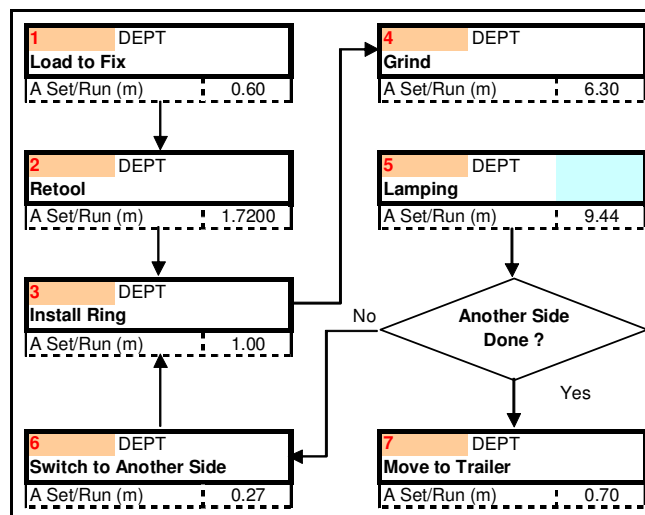 1 DEPT
Load to Fix
A Set/Run (m) 0.60
2 DEPT
Retool
A Set/Run (m) 1.7200
3 DEPT
Install Ring
A Set/Run (m) 1.00
6 DEPT
Switch to Another Side
A Set/Run (m) 0.27
4 DEPT
Grind
A Set/Run (m) 6.30
5 DEPT
Lamping
A Set/Run (m) 9.44
No
Another Side
Done ?
Yes
7 DEPT
Move to Trailer
A Set/Run (m) 0.70